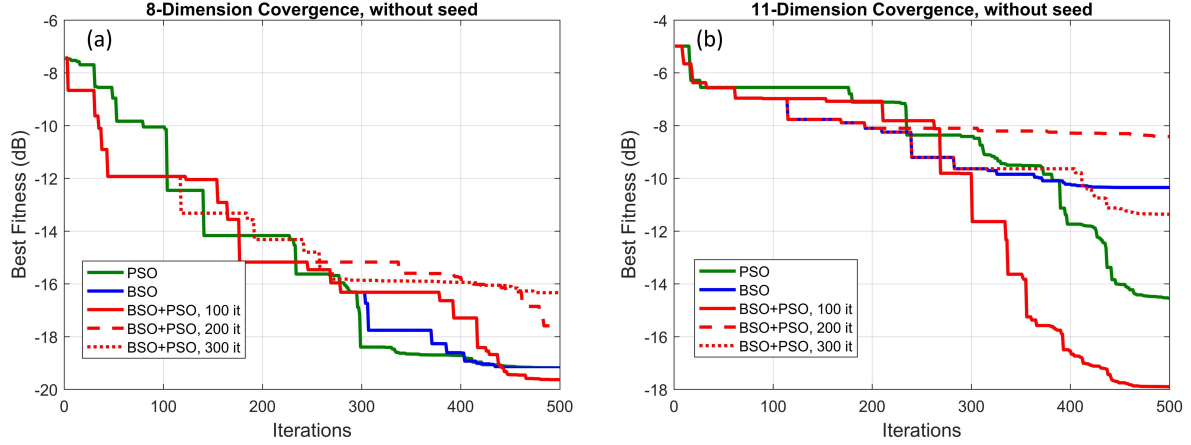 8-Dimension Covergence, without seed
(a)
Best Fitness (dB)
-6
-8
-10
-12
-14
-16
-18
-20
PSO
BSO
BSO+PSO, 100 it
BSO+PSO, 200 it
BSO+PSO, 300 it
0 100 200 300 400 500
Iterations
11-Dimension Covergence, without seed
(b)
Best Fitness (dB)
-4
-6
-8
-10
-12
-14
-16
-18
PSO
BSO
BSO+PSO, 100 it
BSO+PSO, 200 it
BSO+PSO, 300 it
0 100 200 300 400 500
Iterations